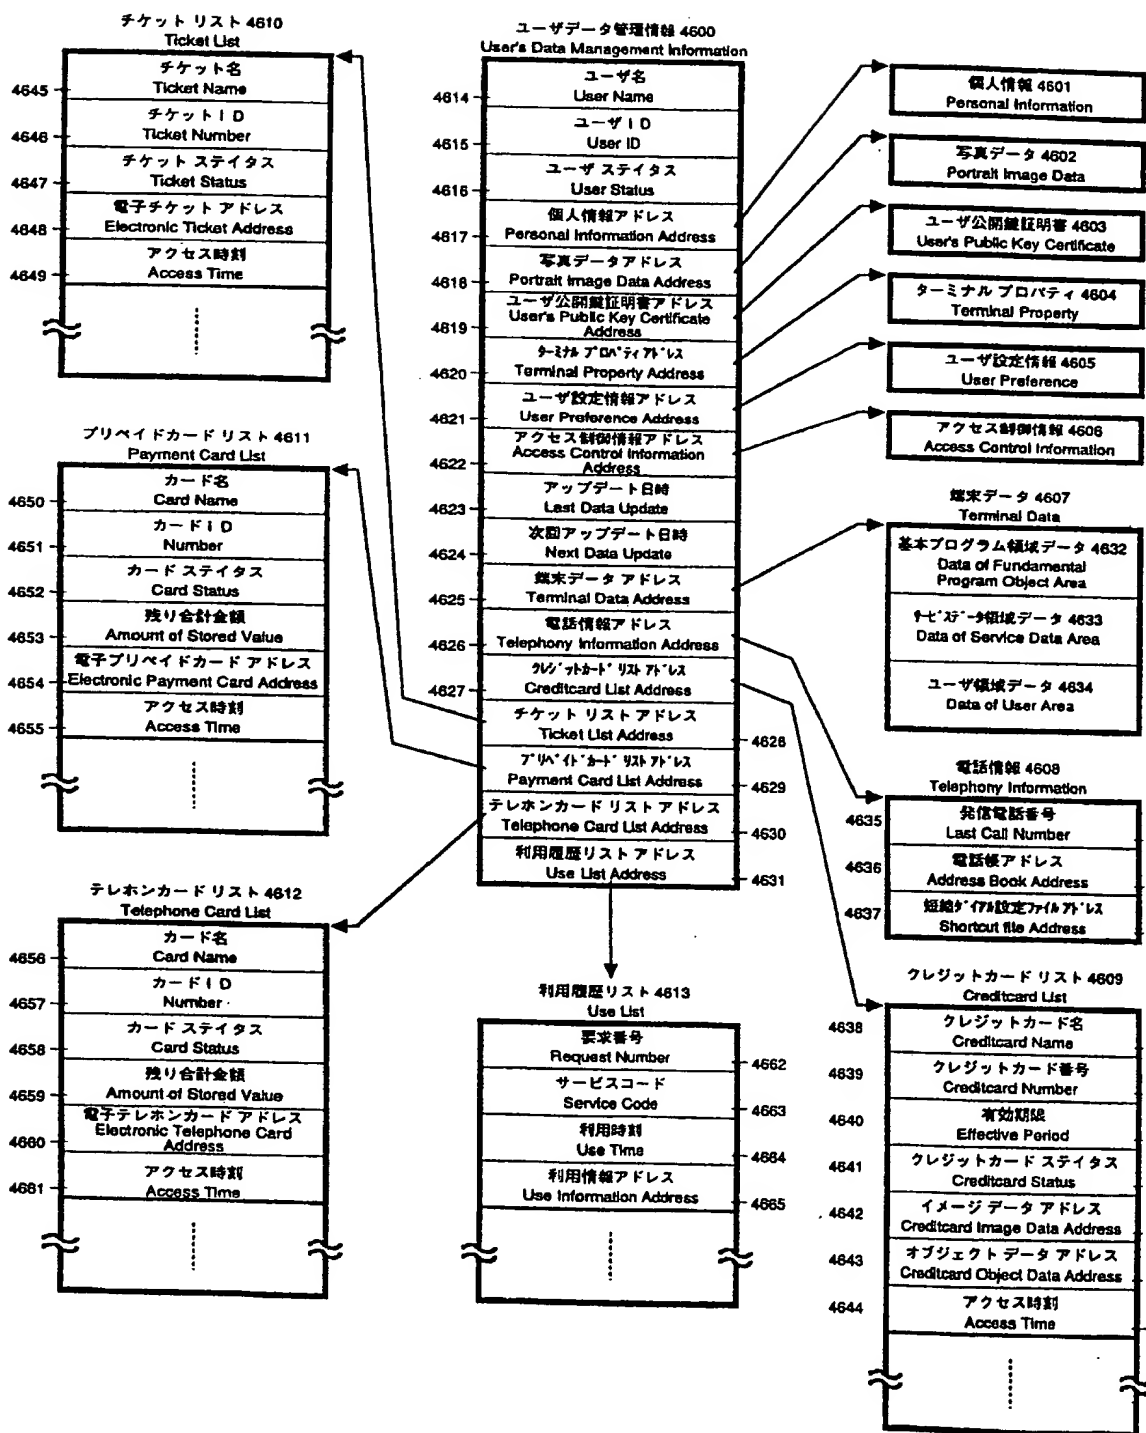 チケット リスト 4610
Ticket List
4645
チケット名
Ticket Name
4646
チケットID
Ticket Number
4647
チケット ステイタス
Ticket Status
4648
電子チケット アドレス
Electronic Ticket Address
4649
アクセス時刻
Access Time
プリペイドカード リスト 4611
Payment Card List
4650
カード名
Card Name
4651
カードID
Number
4652
カード ステイタス
Card Status
4653
残り合計金額
Amount of Stored Value
4654
電子プリペイドカード アドレス
Electronic Payment Card Address
4655
アクセス時刻
Access Time
テレホンカード リスト 4612
Telephone Card List
4656
カード名
Card Name
4657
カードID
Number
4658
カード ステイタス
Card Status
4659
残り合計金額
Amount of Stored Value
4660
電子テレホンカード アドレス
Electronic Telephone Card
Address
4661
アクセス時刻
Access Time
ユーザデータ管理情報 4600
User's Data Management Information
4614
ユーザ名
User Name
4615
ユーザID
User ID
4616
ユーザ ステイタス
User Status
4617
個人情報アドレス
Personal Information Address
4618
写真データアドレス
Portrait Image Data Address
4619
ユーザ公開鍵証明書アドレス
User's Public Key Certificate
Address
4620
ターミナル プロパティアドレス
Terminal Property Address
4621
ユーザ設定情報アドレス
User Preference Address
4622
アクセス制御情報アドレス
Access Control Information
Address
4623
アップデート日時
Last Data Update
4624
次回アップデート日時
Next Data Update
4625
端末データ アドレス
Terminal Data Address
4626
電話情報アドレス
Telephony Information Address
4627
クレジットカード リスト アドレス
Creditcard List Address
チケット リスト アドレス
Ticket List Address
4628
プリペイドカード リスト アドレス
Payment Card List Address
4629
テレホンカード リスト アドレス
Telephone Card List Address
4630
利用履歴リスト アドレス
Use List Address
4631
利用履歴リスト 4613
Use List
要求番号
Request Number
4662
サービスコード
Service Code
4663
利用時刻
Use Time
4664
利用情報アドレス
Use Information Address
4665
個人情報 4601
Personal Information
写真データ 4602
Portrait Image Data
ユーザ公開鍵証明書 4603
User's Public Key Certificate
ターミナル プロパティ 4604
Terminal Property
ユーザ設定情報 4605
User Preference
アクセス制御情報 4606
Access Control Information
端末データ 4607
Terminal Data
基本プログラム領域データ 4632
Data of Fundamental
Program Object Area
サービスデータ領域データ 4633
Data of Service Data Area
ユーザ領域データ 4634
Data of User Area
電話情報 4608
Telephony Information
4635
発信電話番号
Last Call Number
4636
電話帳アドレス
Address Book Address
4637
短縮ダイアル設定ファイル アドレス
Shortcut file Address
クレジットカード リスト 4609
Creditcard List
4638
クレジットカード名
Creditcard Name
4639
クレジットカード番号
Creditcard Number
4640
有効期限
Effective Period
4641
クレジットカード ステイタス
Creditcard Status
4642
イメージ データ アドレス
Creditcard Image Data Address
4643
オブジェクト データ アドレス
Creditcard Object Data Address
4644
アクセス時刻
Access Time